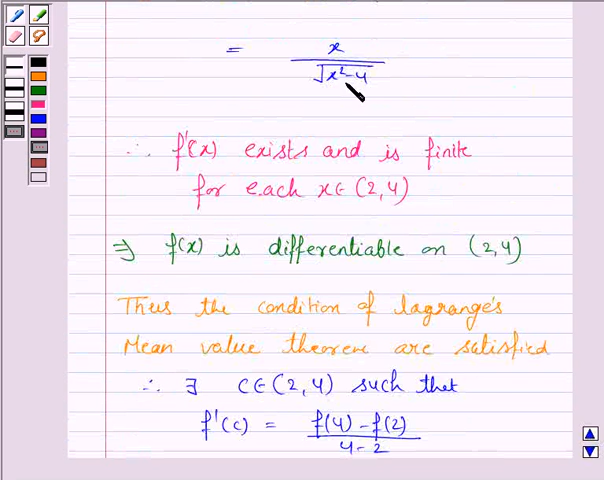 = x / √x²-4
∴ f'(x) exists and is finite
for each x∈(2,4)
⇒ f(x) is differentiable on (2,4)
Thus the condition of lagrange's
Mean value theorem are satisfied
∴ ∃ c∈(2,4) such that
f'(c) = f(4)-f(2) / 4-2